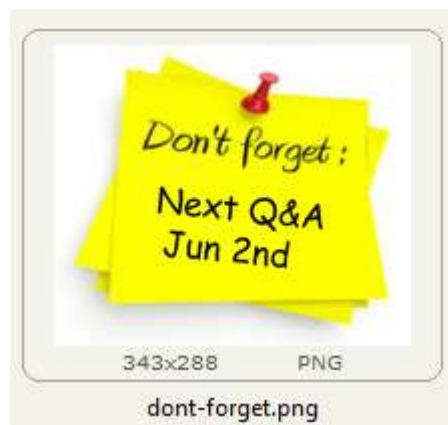 Don't forget :
Next Q&A
Jun 2nd
343x288 PNG
dont-forget.png